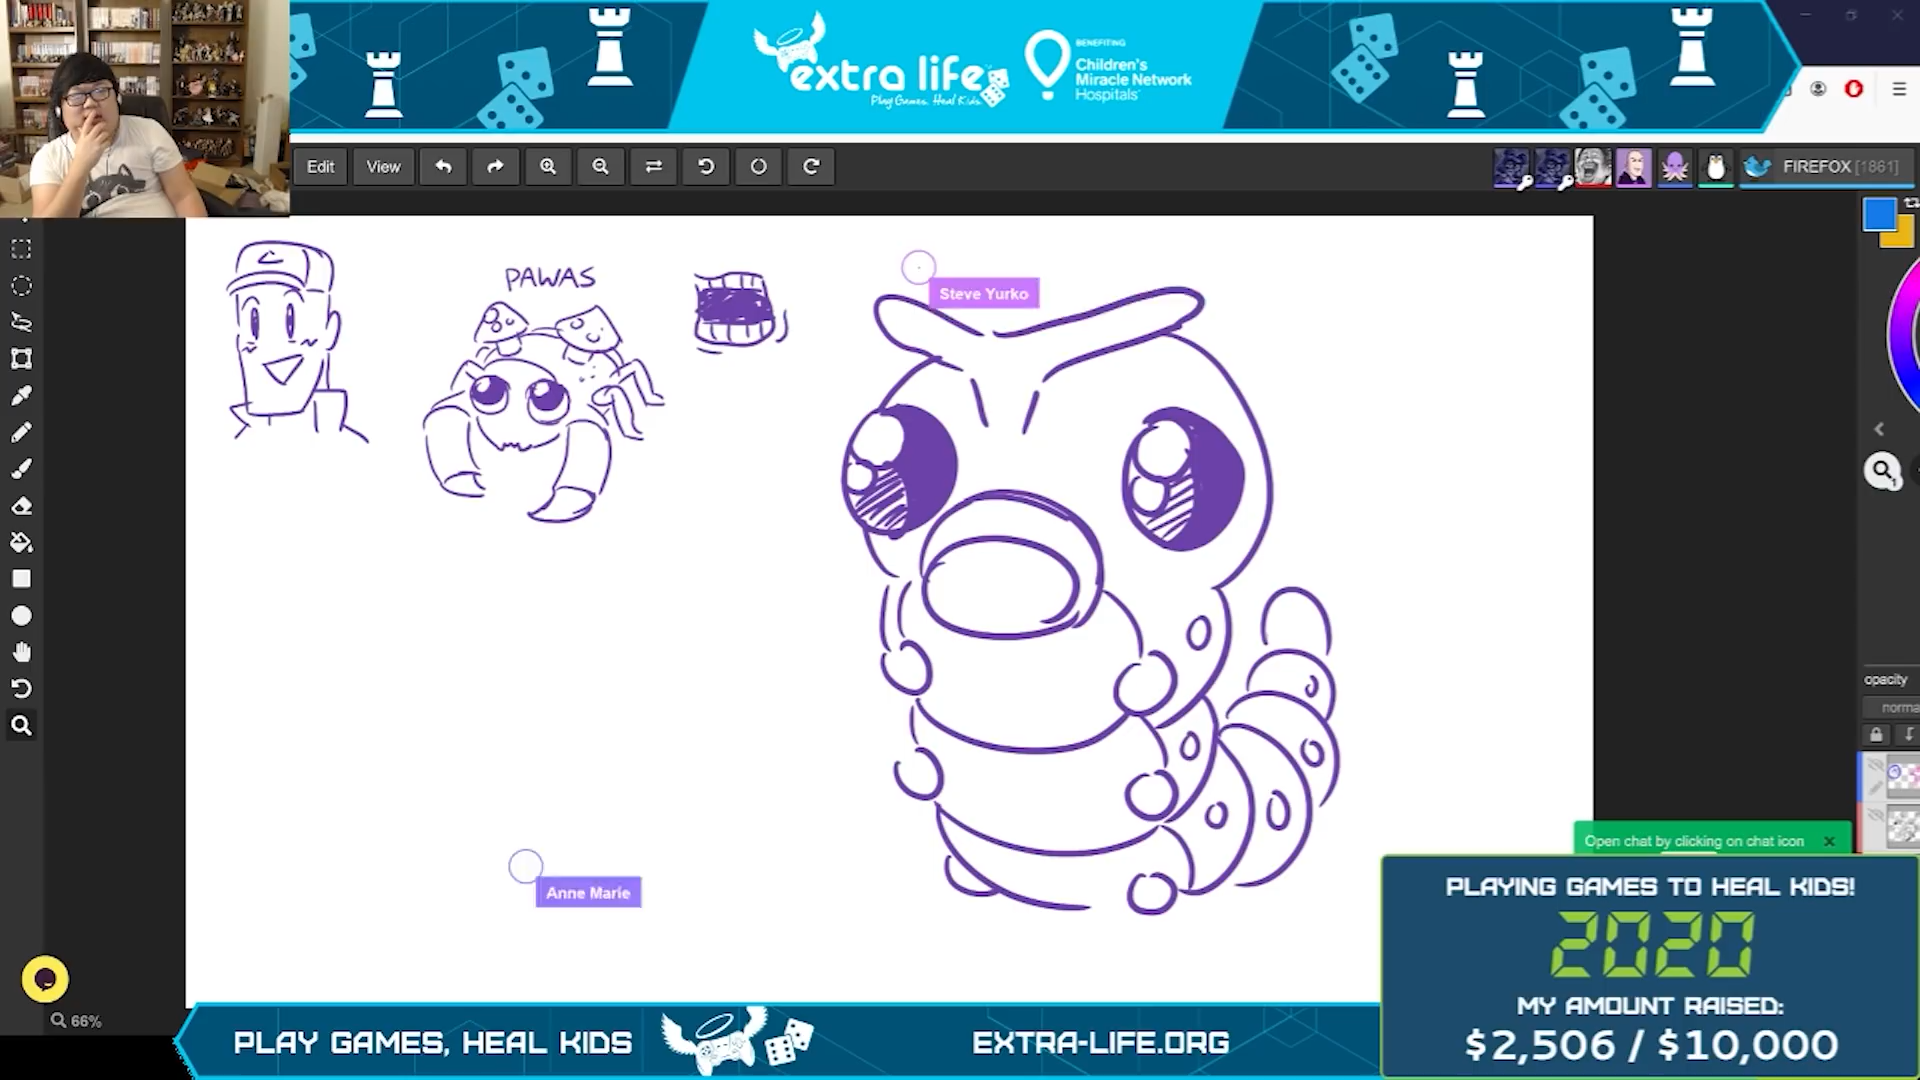 extra life
Play Games. Heal Kids.
BENEFITING
Children's
Miracle Network
Hospitals
Edit
View
FIREFOX [1861]
PAWAS
Steve Yurko
Anne Marie
opacity
norma
Open chat by clicking on chat icon
66%
PLAYING GAMES TO HEAL KIDS!
2020
MY AMOUNT RAISED:
$2,506 / $10,000
PLAY GAMES, HEAL KIDS
EXTRA-LIFE.ORG